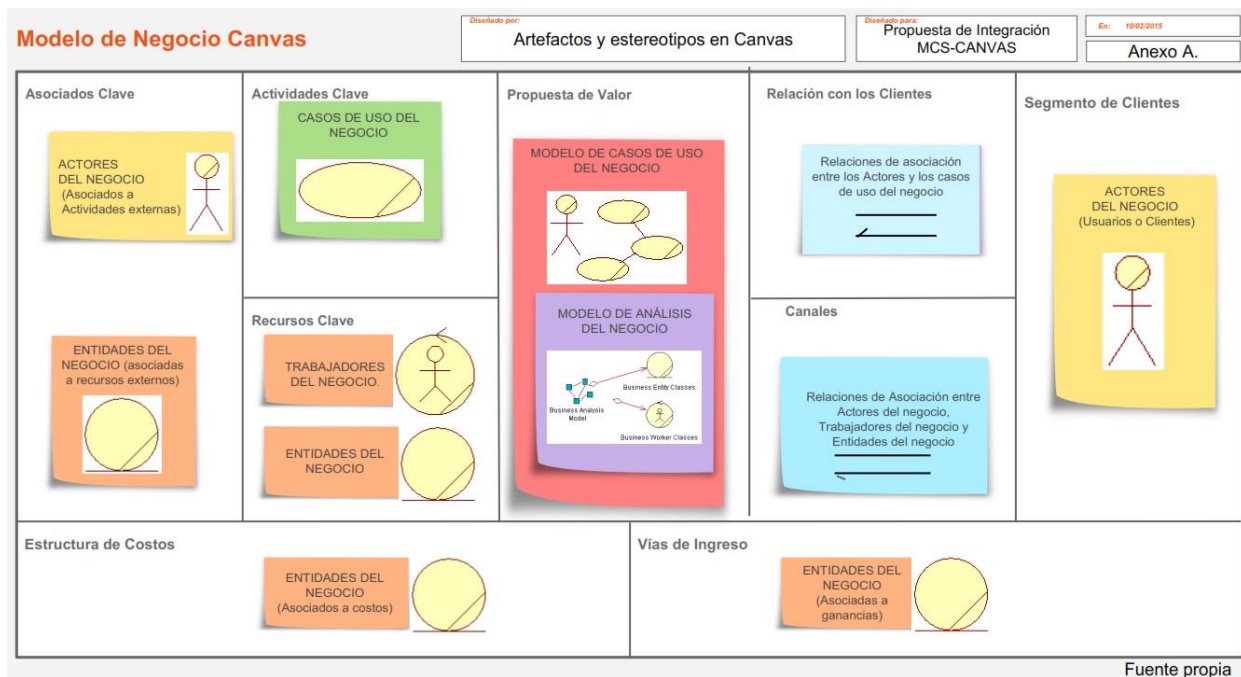 Modelo de Negocio Canvas
Diseñado por:
Artefactos y estereotipos en Canvas
Diseñado para:
Propuesta de Integración
MCS-CANVAS
En: 10/02/2015
Anexo A.
Asociados Clave
ACTORES
DEL NEGOCIO
(Asociados a
Actividades externas)
ENTIDADES DEL
NEGOCIO (asociadas
a recursos externos)
Actividades Clave
CASOS DE USO DEL
NEGOCIO
Recursos Clave
TRABAJADORES
DEL NEGOCIO.
ENTIDADES DEL
NEGOCIO
Propuesta de Valor
MODELO DE CASOS DE USO
DEL NEGOCIO
MODELO DE ANÁLISIS
DEL NEGOCIO
Business Entity Classes
Business Analysis
Model
Business Worker Classes
Relación con los Clientes
Relaciones de asociación
entre los Actores y los casos
de uso del negocio
Canales
Relaciones de Asociación entre
Actores del negocio,
Trabajadores del negocio y
Entidades del negocio
Segmento de Clientes
ACTORES
DEL NEGOCIO
(Usuarios o Clientes)
Estructura de Costos
ENTIDADES DEL
NEGOCIO
(Asociados a costos)
Vías de Ingreso
ENTIDADES DEL
NEGOCIO
(Asociadas a
ganancias)
Fuente propia